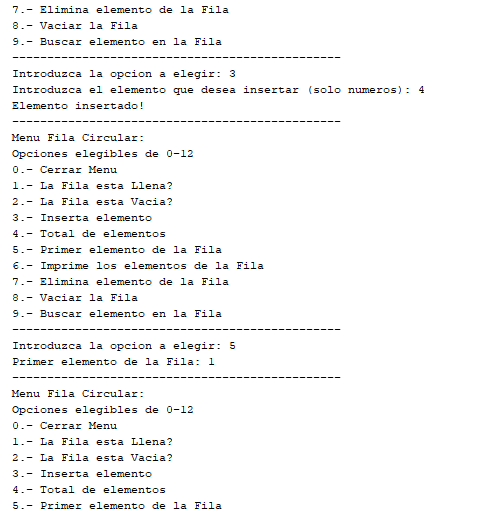 7.- Elimina elemento de la Fila
8.- Vaciar la Fila
9.- Buscar elemento en la Fila
-----------------------------------------------
Introduzca la opcion a elegir: 3
Introduzca el elemento que desea insertar (solo numeros): 4
Elemento insertado!
-----------------------------------------------
Menu Fila Circular:
Opciones elegibles de 0-12
0.- Cerrar Menu
1.- La Fila esta Llena?
2.- La Fila esta Vacia?
3.- Inserta elemento
4.- Total de elementos
5.- Primer elemento de la Fila
6.- Imprime los elementos de la Fila
7.- Elimina elemento de la Fila
8.- Vaciar la Fila
9.- Buscar elemento en la Fila
-----------------------------------------------
Introduzca la opcion a elegir: 5
Primer elemento de la Fila: 1
-----------------------------------------------
Menu Fila Circular:
Opciones elegibles de 0-12
0.- Cerrar Menu
1.- La Fila esta Llena?
2.- La Fila esta Vacia?
3.- Inserta elemento
4.- Total de elementos
5.- Primer elemento de la Fila